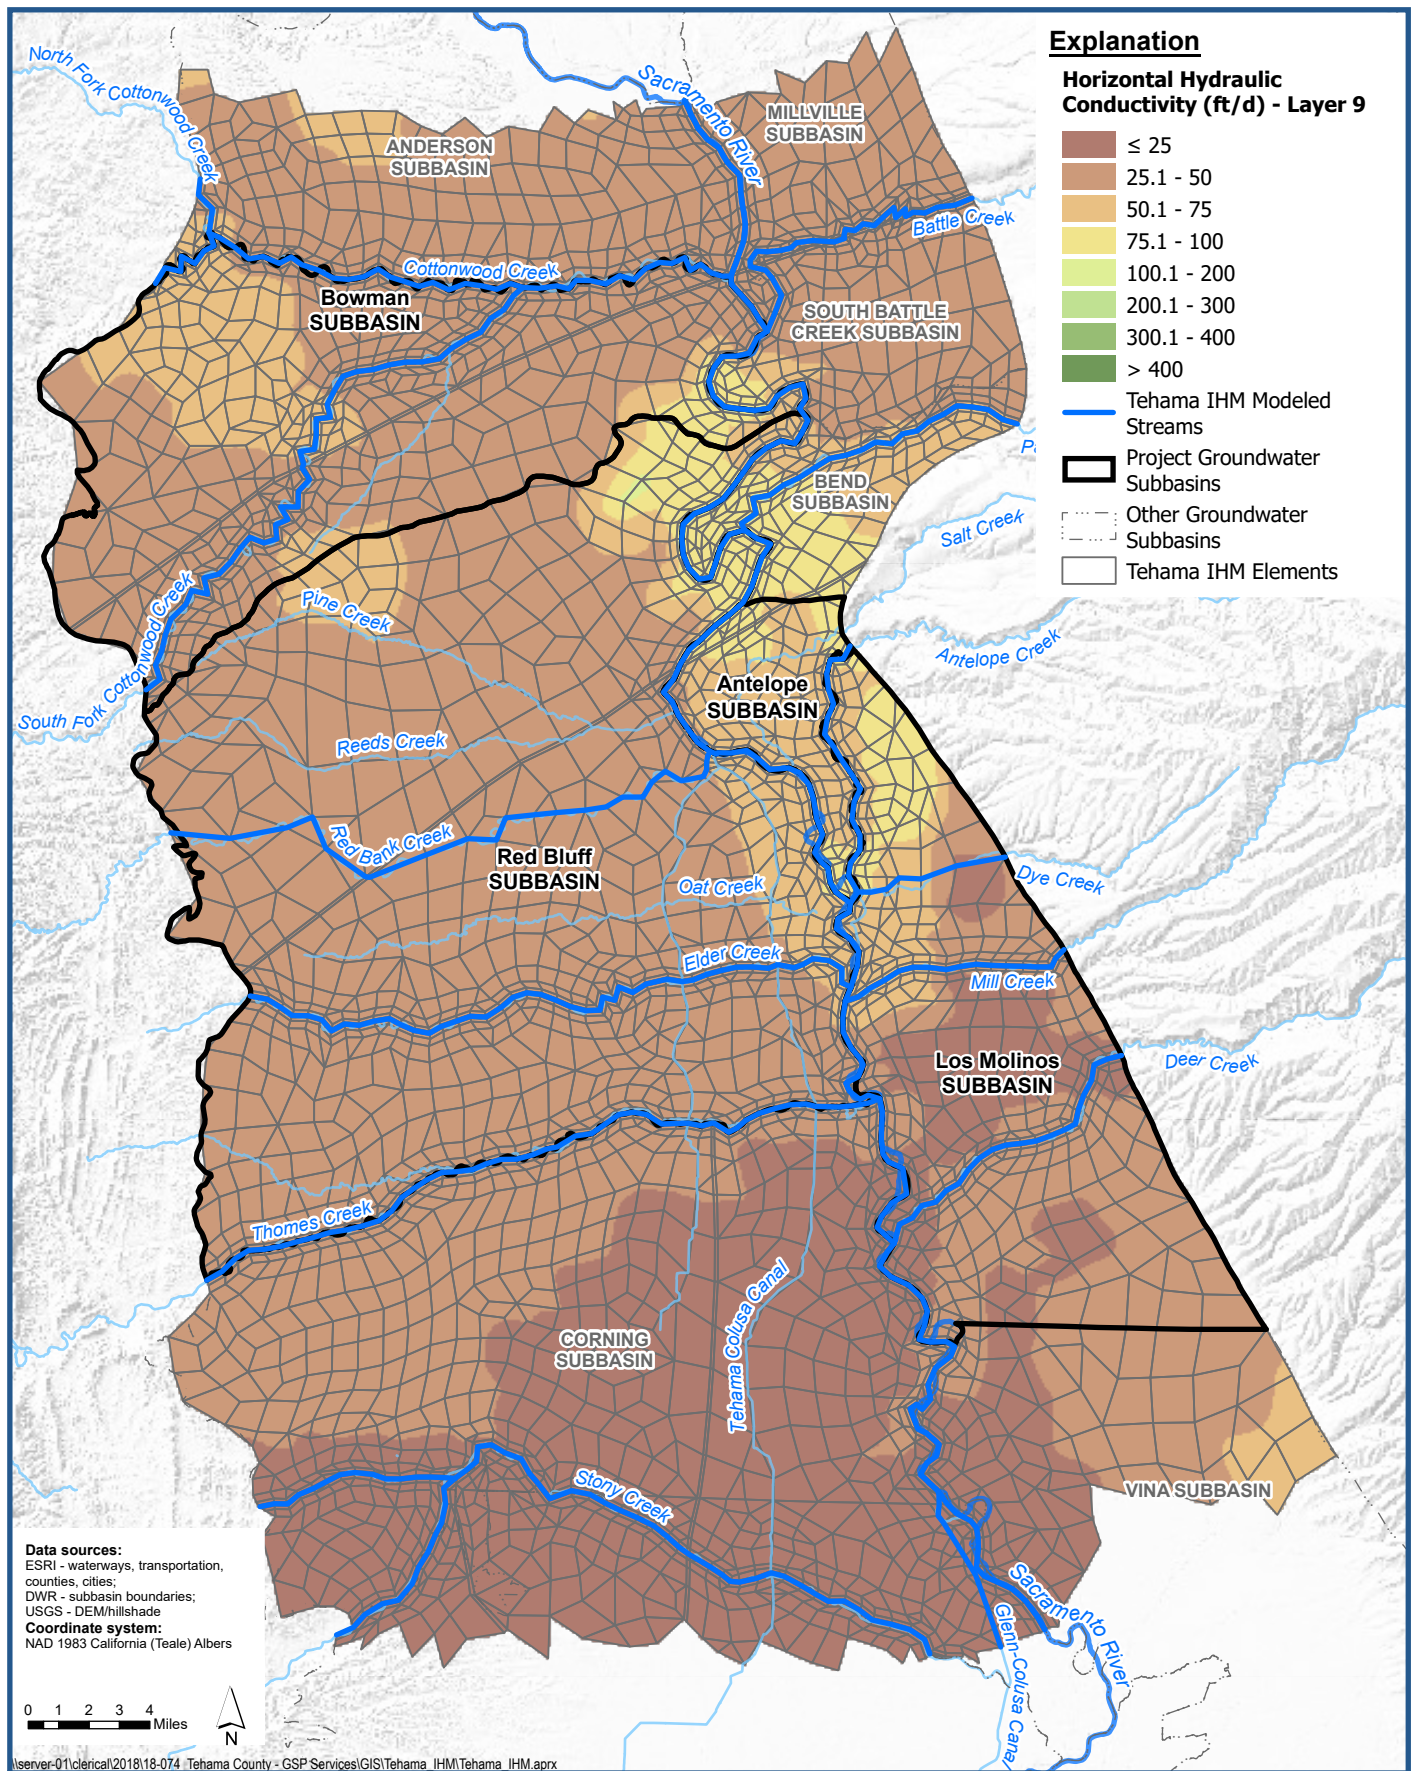 Explanation
Horizontal Hydraulic
Conductivity (ft/d) - Layer 9
≤ 25
25.1 - 50
50.1 - 75
75.1 - 100
100.1 - 200
200.1 - 300
300.1 - 400
> 400
Tehama IHM Modeled
Streams
Project Groundwater
Subbasins
Other Groundwater
Subbasins
Tehama IHM Elements
North Fork Cottonwood Creek
Sacramento River
MILLVILLE
SUBBASIN
ANDERSON
SUBBASIN
Battle Creek
Cottonwood Creek
Bowman
SUBBASIN
SOUTH BATTLE
CREEK SUBBASIN
BEND
SUBBASIN
Salt Creek
Pine Creek
South Fork Cottonwood Creek
Antelope Creek
Antelope
SUBBASIN
Reeds Creek
Red Bank Creek
Red Bluff
SUBBASIN
Oat Creek
Dye Creek
Elder Creek
Mill Creek
Los Molinos
SUBBASIN
Deer Creek
Thomes Creek
Tehama Colusa Canal
CORNING
SUBBASIN
Stony Creek
VINA SUBBASIN
Sacramento River
Glenn-Colusa Canal
Data sources:
ESRI - waterways, transportation,
counties, cities;
DWR - subbasin boundaries;
USGS - DEM/hillshade
Coordinate system:
NAD 1983 California (Teale) Albers
0 1 2 3 4
Miles
N
\\server-01\clerical\2018\18-074_Tehama County - GSP Services\GIS\Tehama_IHM\Tehama_IHM.aprx